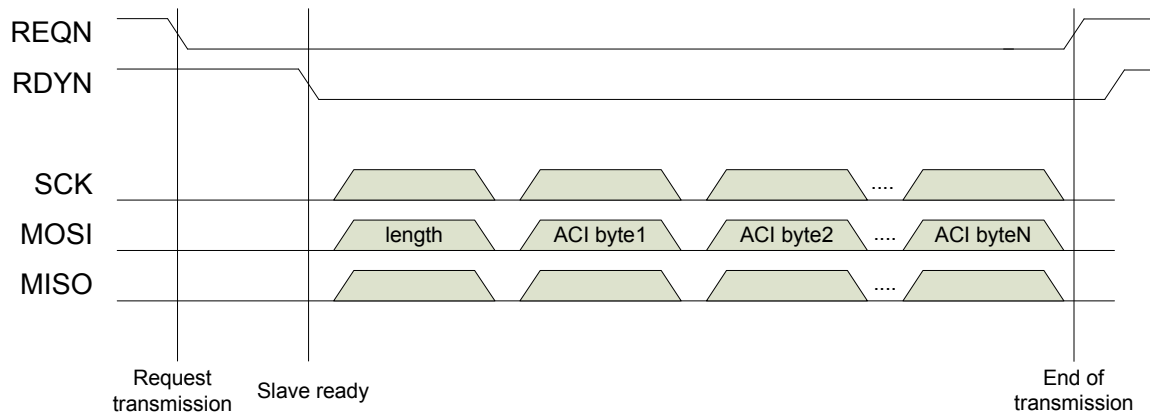 REQN
RDYN
SCK
....
MOSI
length
ACI byte1
ACI byte2
....
ACI byteN
MISO
....
Request
transmission
Slave ready
End of
transmission